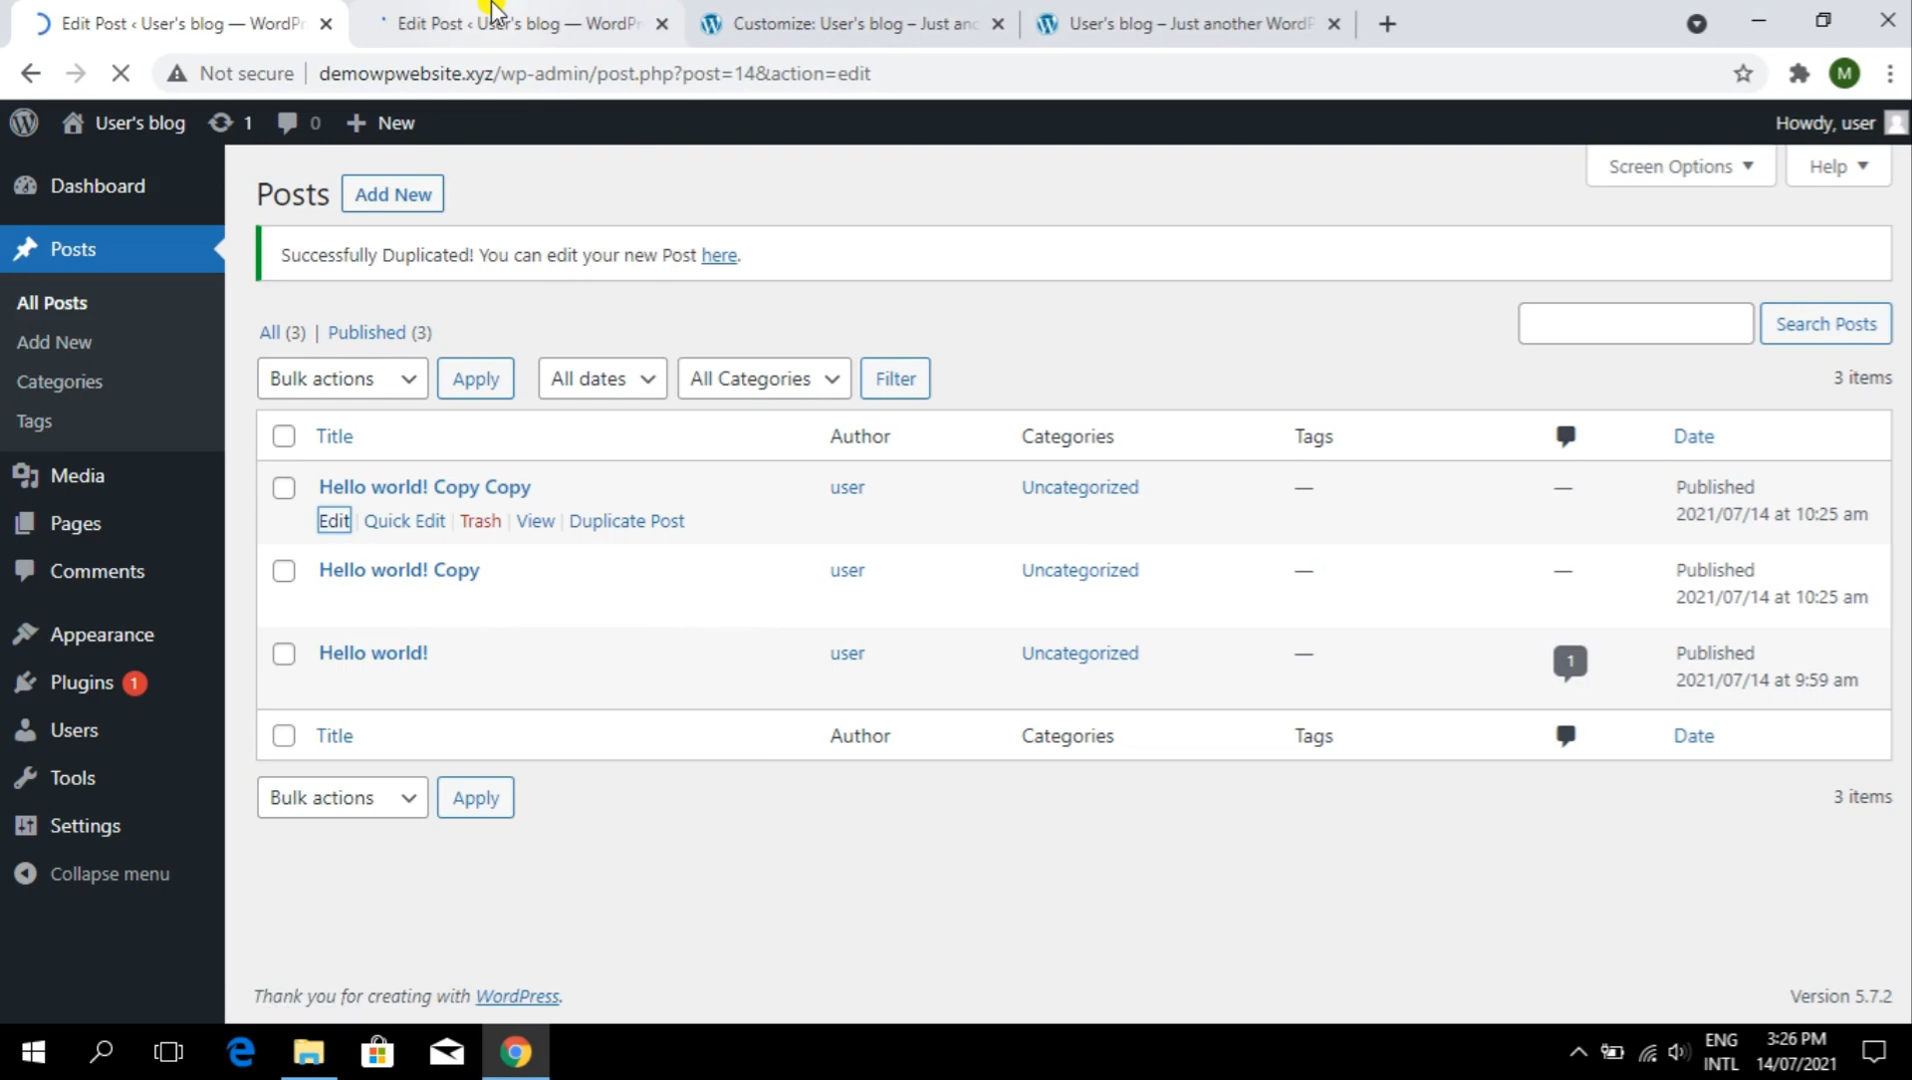 Edit Post ‹ User's blog — WordPr
Edit Post ‹ User's blog — WordPr
Customize: User's blog – Just an
User's blog – Just another WordP
Not secure
demowpwebsite.xyz/wp-admin/post.php?post=14&action=edit
M
User's blog
1
0
New
Howdy, user
Dashboard
Posts
All Posts
Add New
Categories
Tags
Media
Pages
Comments
Appearance
Plugins 1
Users
Tools
Settings
Collapse menu
Screen Options
Help
Posts
Add New
Successfully Duplicated! You can edit your new Post here.
All (3) | Published (3)
Search Posts
Bulk actions
Apply
All dates
All Categories
Filter
3 items
Title Author Categories Tags Date
Hello world! Copy Copy user Uncategorized — — Published
2021/07/14 at 10:25 am
Edit | Quick Edit | Trash | View | Duplicate Post
Hello world! Copy user Uncategorized — — Published
2021/07/14 at 10:25 am
Hello world! user Uncategorized — 1 Published
2021/07/14 at 9:59 am
Title Author Categories Tags Date
Bulk actions
Apply
3 items
Thank you for creating with WordPress.
Version 5.7.2
ENG
INTL
3:26 PM
14/07/2021